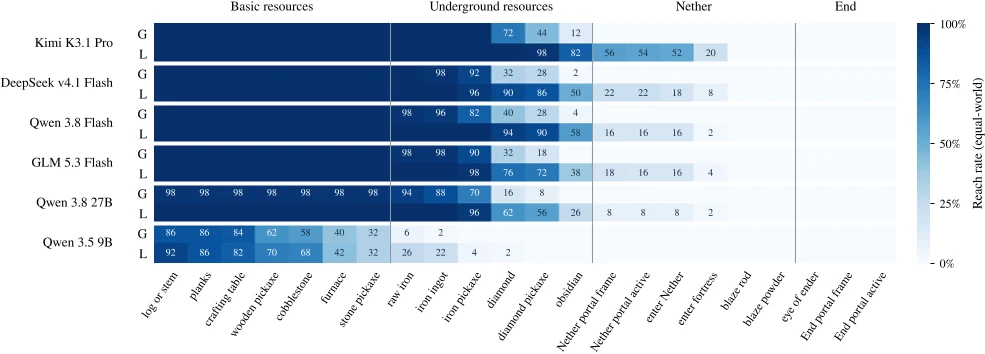 Basic resources Underground resources Nether End
Kimi K3.1 Pro G 72 44 12
L 98 82 56 54 52 20
DeepSeek v4.1 Flash G 98 92 32 28 2
L 96 90 86 50 22 22 18 8
Qwen 3.8 Flash G 98 96 82 40 28 4
L 94 90 58 16 16 16 2
GLM 5.3 Flash G 98 98 90 32 18
L 98 76 72 38 18 16 16 4
Qwen 3.8 27B G 98 98 98 98 98 98 98 94 88 70 16 8
L 96 62 56 26 8 8 8 2
Qwen 3.5 9B G 86 86 84 62 58 40 32 6 2
L 92 86 82 70 68 42 32 26 22 4 2
log or stem
planks
crafting table
wooden pickaxe
cobblestone
furnace
stone pickaxe
raw iron
iron ingot
iron pickaxe
diamond
diamond pickaxe
obsidian
Nether portal frame
Nether portal active
enter Nether
enter fortress
blaze rod
blaze powder
eye of ender
End portal frame
End portal active
100%
75%
50%
25%
0%
Reach rate (equal-world)